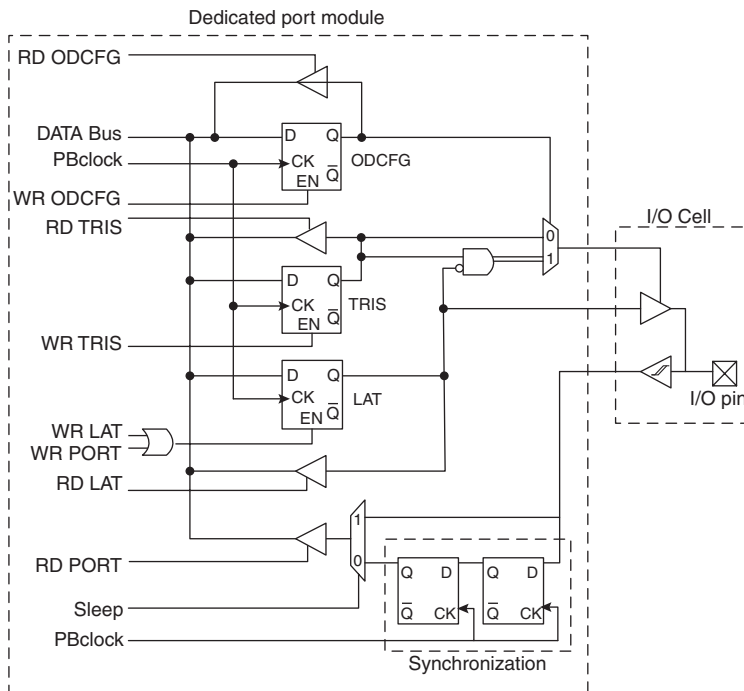 Dedicated port module
RD ODCFG
DATA Bus
PBclock
WR ODCFG
RD TRIS
D Q
CK
EN
Q̅
ODCFG
I/O Cell
0
1
D Q
CK
EN
Q̅
TRIS
WR TRIS
D Q
CK
EN
Q̅
LAT
I/O pin
WR LAT
WR PORT
RD LAT
1
0
RD PORT
Q D
Q̅ CK
Q D
Q̅ CK
Sleep
PBclock
Synchronization